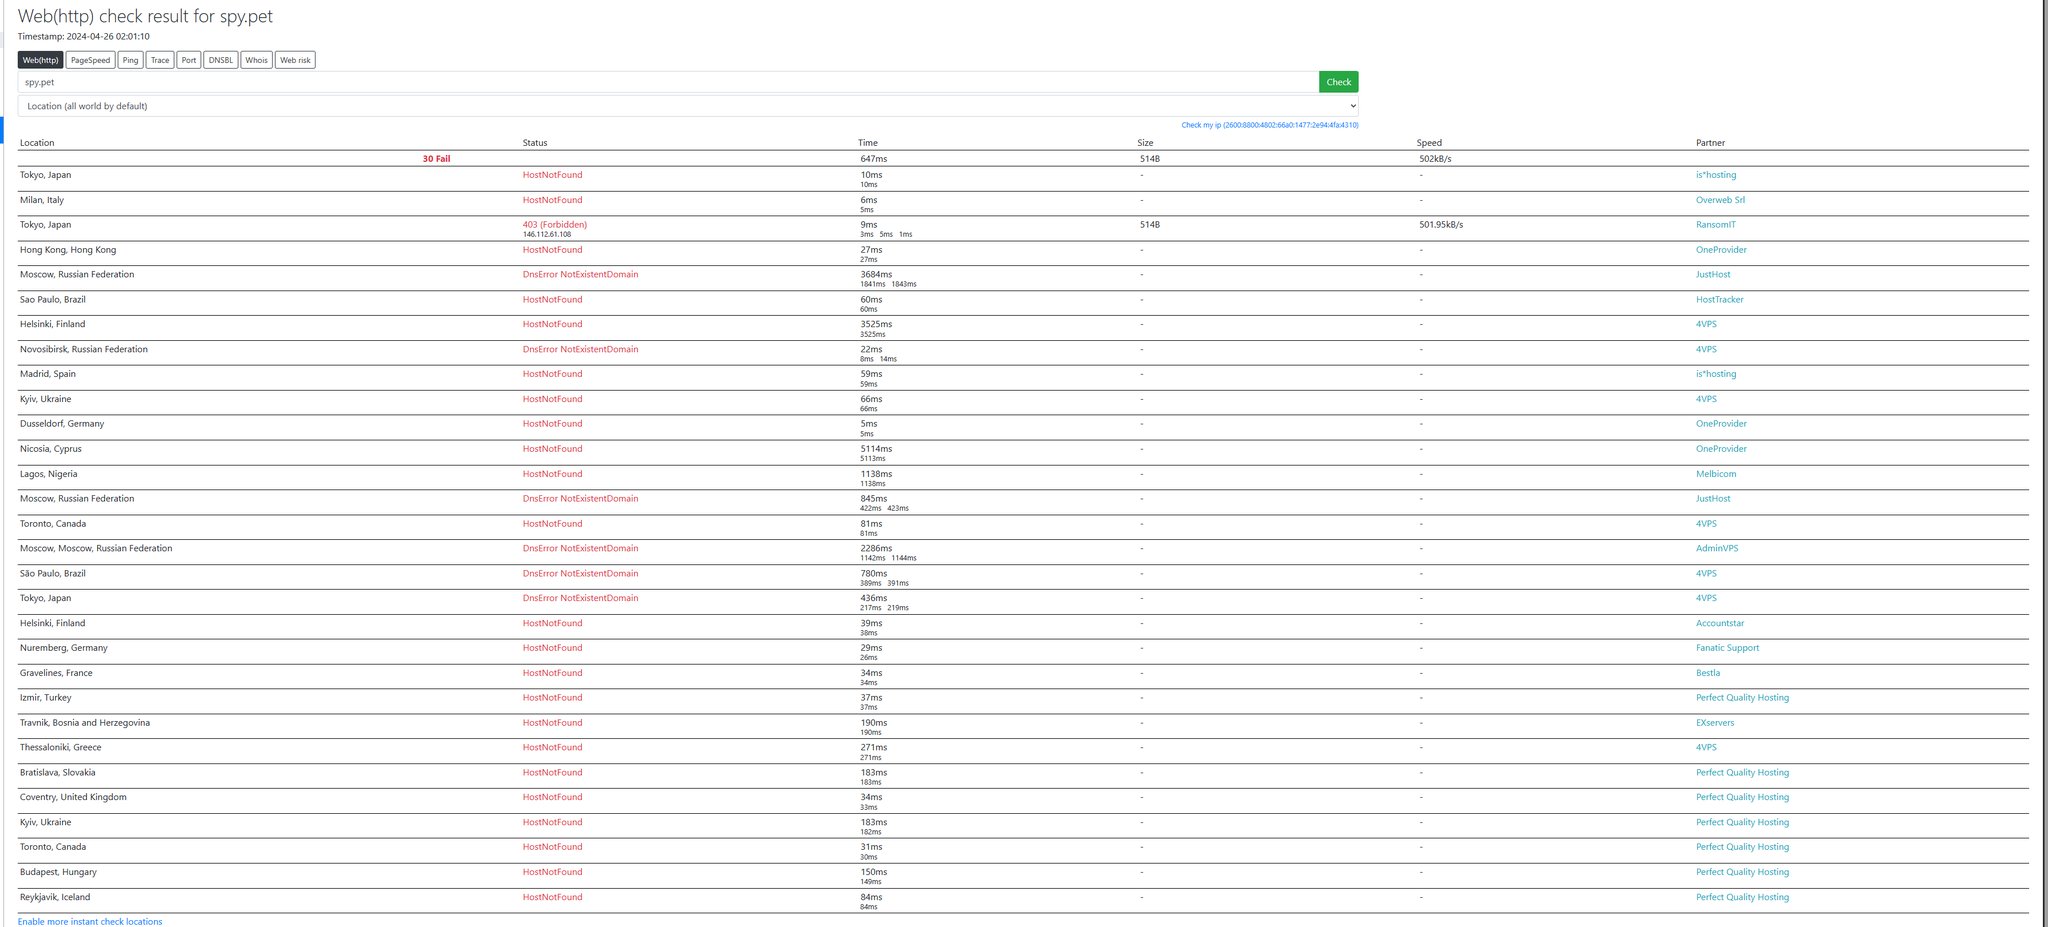 Web(http) check result for spy.pet
Timestamp: 2024-04-26 02:01:10
Web(http) PageSpeed Ping Trace Port DNSBL Whois Web risk
spy.pet Check
Location (all world by default)
Check my ip (2600:8800:4802:66a0:1477:2e94:4fa:4310)
Location Status Time Size Speed Partner
30 Fail 647ms 514B 502kB/s
Tokyo, Japan HostNotFound 10ms - - is*hosting
10ms
Milan, Italy HostNotFound 6ms - - Overweb Srl
5ms
Tokyo, Japan 403 (Forbidden) 9ms 514B 501.95kB/s RansomIT
146.112.61.108 3ms 5ms 1ms
Hong Kong, Hong Kong HostNotFound 27ms - - OneProvider
27ms
Moscow, Russian Federation DnsError NotExistentDomain 3684ms - - JustHost
1841ms 1843ms
Sao Paulo, Brazil HostNotFound 60ms - - HostTracker
60ms
Helsinki, Finland HostNotFound 3525ms - - 4VPS
3525ms
Novosibirsk, Russian Federation DnsError NotExistentDomain 22ms - - 4VPS
8ms 14ms
Madrid, Spain HostNotFound 59ms - - is*hosting
59ms
Kyiv, Ukraine HostNotFound 66ms - - 4VPS
66ms
Dusseldorf, Germany HostNotFound 5ms - - OneProvider
5ms
Nicosia, Cyprus HostNotFound 5114ms - - OneProvider
5113ms
Lagos, Nigeria HostNotFound 1138ms - - Melbicom
1138ms
Moscow, Russian Federation DnsError NotExistentDomain 845ms - - JustHost
422ms 423ms
Toronto, Canada HostNotFound 81ms - - 4VPS
81ms
Moscow, Moscow, Russian Federation DnsError NotExistentDomain 2286ms - - AdminVPS
1142ms 1144ms
São Paulo, Brazil DnsError NotExistentDomain 780ms - - 4VPS
389ms 391ms
Tokyo, Japan DnsError NotExistentDomain 436ms - - 4VPS
217ms 219ms
Helsinki, Finland HostNotFound 39ms - - Accountstar
38ms
Nuremberg, Germany HostNotFound 29ms - - Fanatic Support
26ms
Gravelines, France HostNotFound 34ms - - Bestla
34ms
Izmir, Turkey HostNotFound 37ms - - Perfect Quality Hosting
37ms
Travnik, Bosnia and Herzegovina HostNotFound 190ms - - EXservers
190ms
Thessaloniki, Greece HostNotFound 271ms - - 4VPS
271ms
Bratislava, Slovakia HostNotFound 183ms - - Perfect Quality Hosting
183ms
Coventry, United Kingdom HostNotFound 34ms - - Perfect Quality Hosting
33ms
Kyiv, Ukraine HostNotFound 183ms - - Perfect Quality Hosting
182ms
Toronto, Canada HostNotFound 31ms - - Perfect Quality Hosting
30ms
Budapest, Hungary HostNotFound 150ms - - Perfect Quality Hosting
149ms
Reykjavik, Iceland HostNotFound 84ms - - Perfect Quality Hosting
84ms
Enable more instant check locations